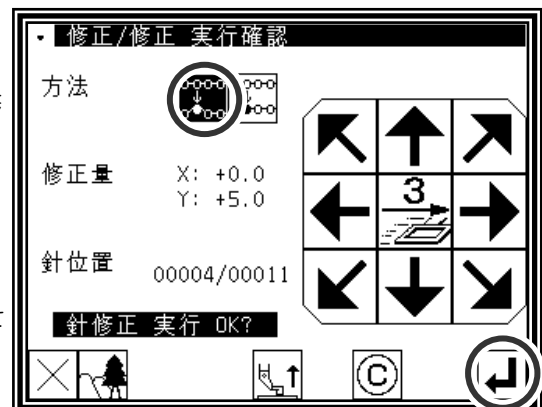 修正/修正 実行確認
方法
修正量 X: +0.0
Y: +5.0
針位置 00004/00011
針修正 実行 OK?
3
C